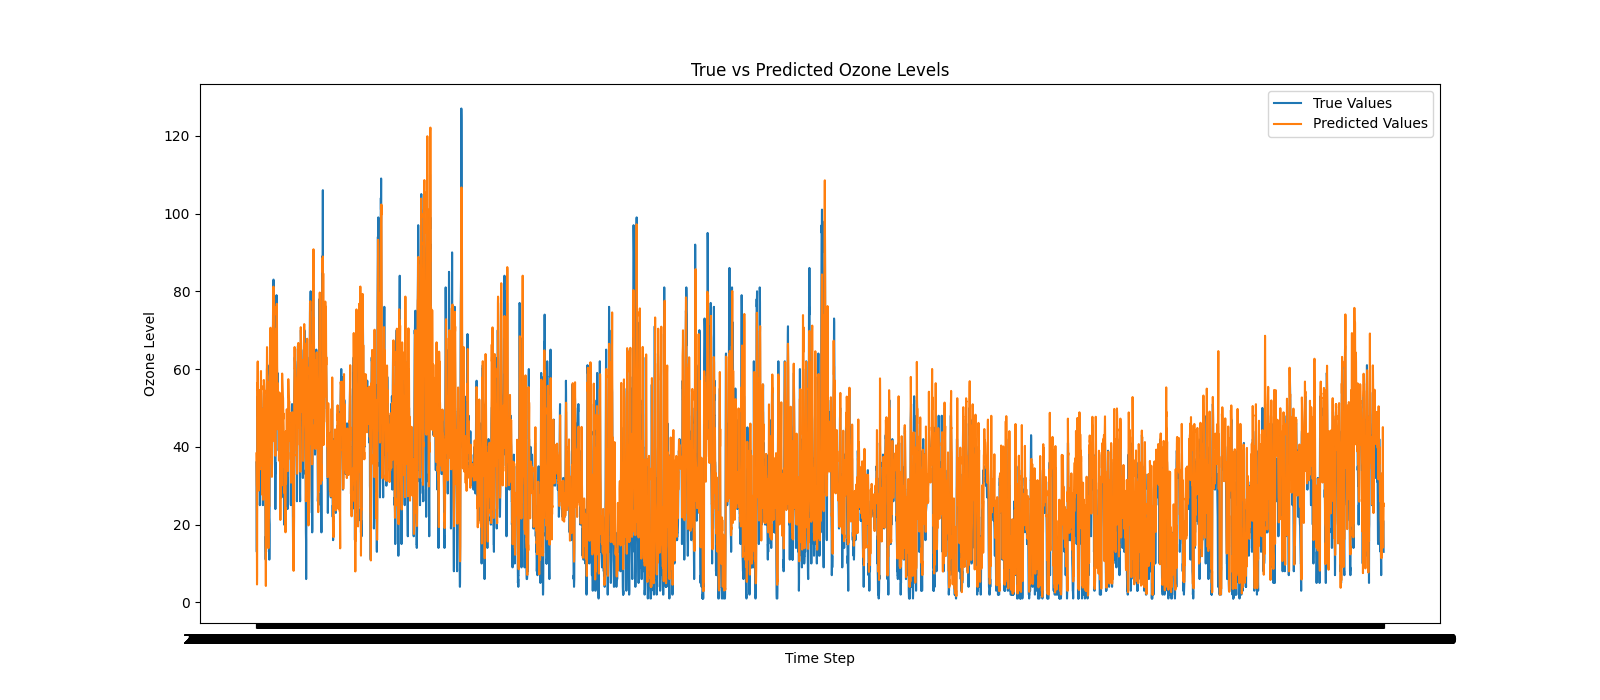 True vs Predicted Ozone Levels
True Values
Predicted Values
120
100
80
60
40
20
0
Ozone Level
Time Step